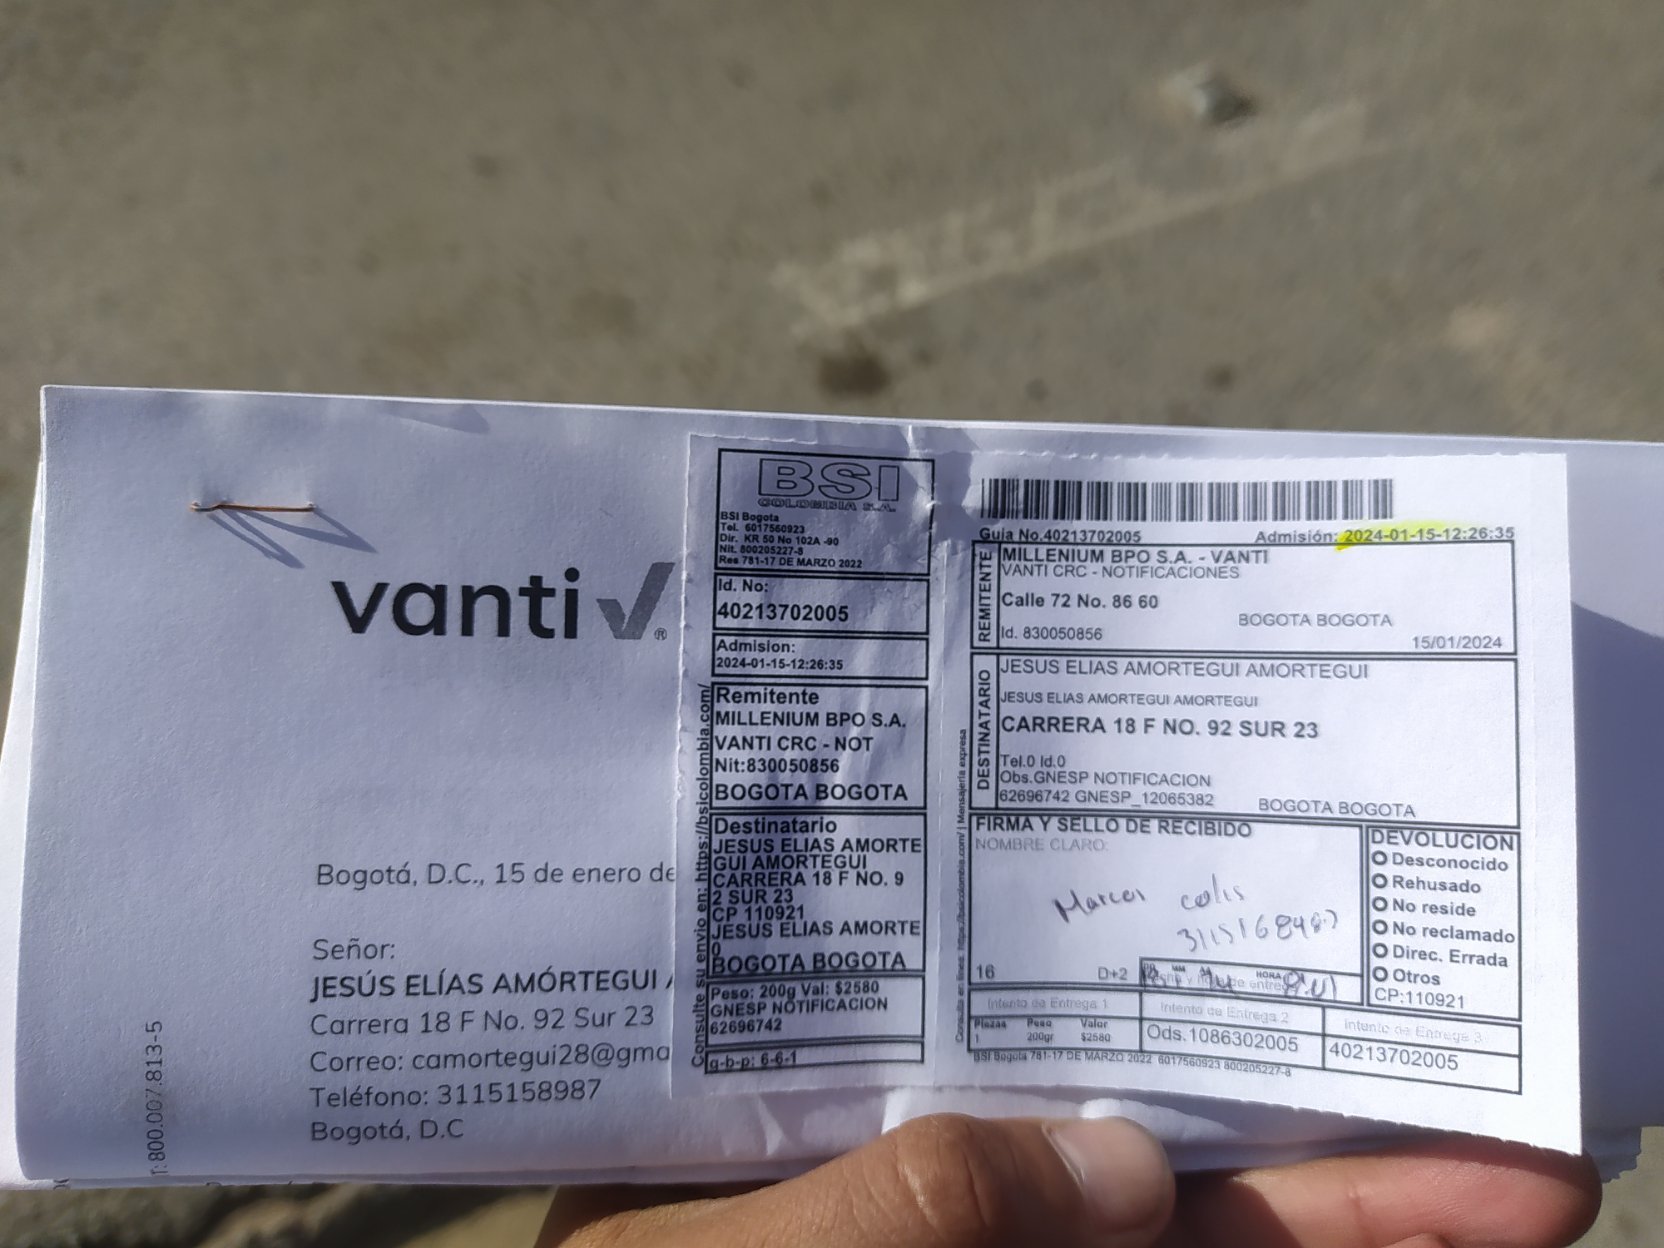 vanti
®
Bogotá, D.C., 15 de enero de
Señor:
JESÚS ELÍAS AMÓRTEGUI
Carrera 18 F No. 92 Sur 23
Correo: camortegui28@gma
Teléfono: 3115158987
Bogotá, D.C
T: 800.007.813-5
BSI
COLOMBIA S.A.
BSI Bogota
Tel. 6017560923
Dir. KR 50 No 102A -90
Nit. 800205227-8
Res 781-17 DE MARZO 2022
Id. No:
40213702005
Admision:
2024-01-15-12:26:35
Remitente
MILLENIUM BPO S.A.
VANTI CRC - NOT
Nit:830050856
BOGOTA BOGOTA
Destinatario
JESUS ELIAS AMORTE
GUI AMORTEGUI
CARRERA 18 F NO. 9
2 SUR 23
CP 110921
JESUS ELIAS AMORTE
0
BOGOTA BOGOTA
Peso: 200g Val: $2580
GNESP NOTIFICACION
62696742
g-b-p: 6-6-1
Consulte su envio en: https://bsicolombia.com/
Guia No.40213702005 Admisión: 2024-01-15-12:26:35
REMITENTE
MILLENIUM BPO S.A. - VANTI
VANTI CRC - NOTIFICACIONES
Calle 72 No. 86 60
BOGOTA BOGOTA
Id. 830050856
15/01/2024
DESTINATARIO
JESUS ELIAS AMORTEGUI AMORTEGUI
JESUS ELIAS AMORTEGUI AMORTEGUI
CARRERA 18 F NO. 92 SUR 23
Tel.0 Id.0
Obs.GNESP NOTIFICACION
62696742 GNESP_12065382 BOGOTA BOGOTA
Consulta en linea: https://bsicolombia.com/ | Mensajeria expresa
FIRMA Y SELLO DE RECIBIDO
NOMBRE CLARO:
Marcos
16 D+2
HORA
DEVOLUCION
Desconocido
Rehusado
No reside
No reclamado
Direc. Errada
Otros
CP:110921
Intento de Entrega 1
Intento de Entrega 2
Intento de Entrega 3
Piezas Peso Valor
1 200gr $2580
Ods.1086302005
40213702005
BSI Bogota 781-17 DE MARZO 2022 6017560923 800205227-8